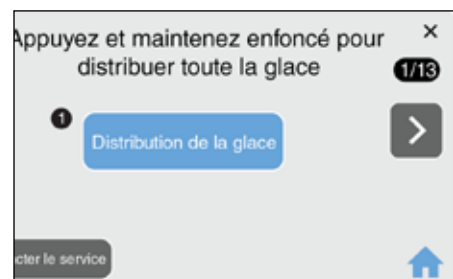 Appuyez et maintenez enfoncé pour
distribuer toute la glace
×
1/13
1
Distribution de la glace
>
cter le service